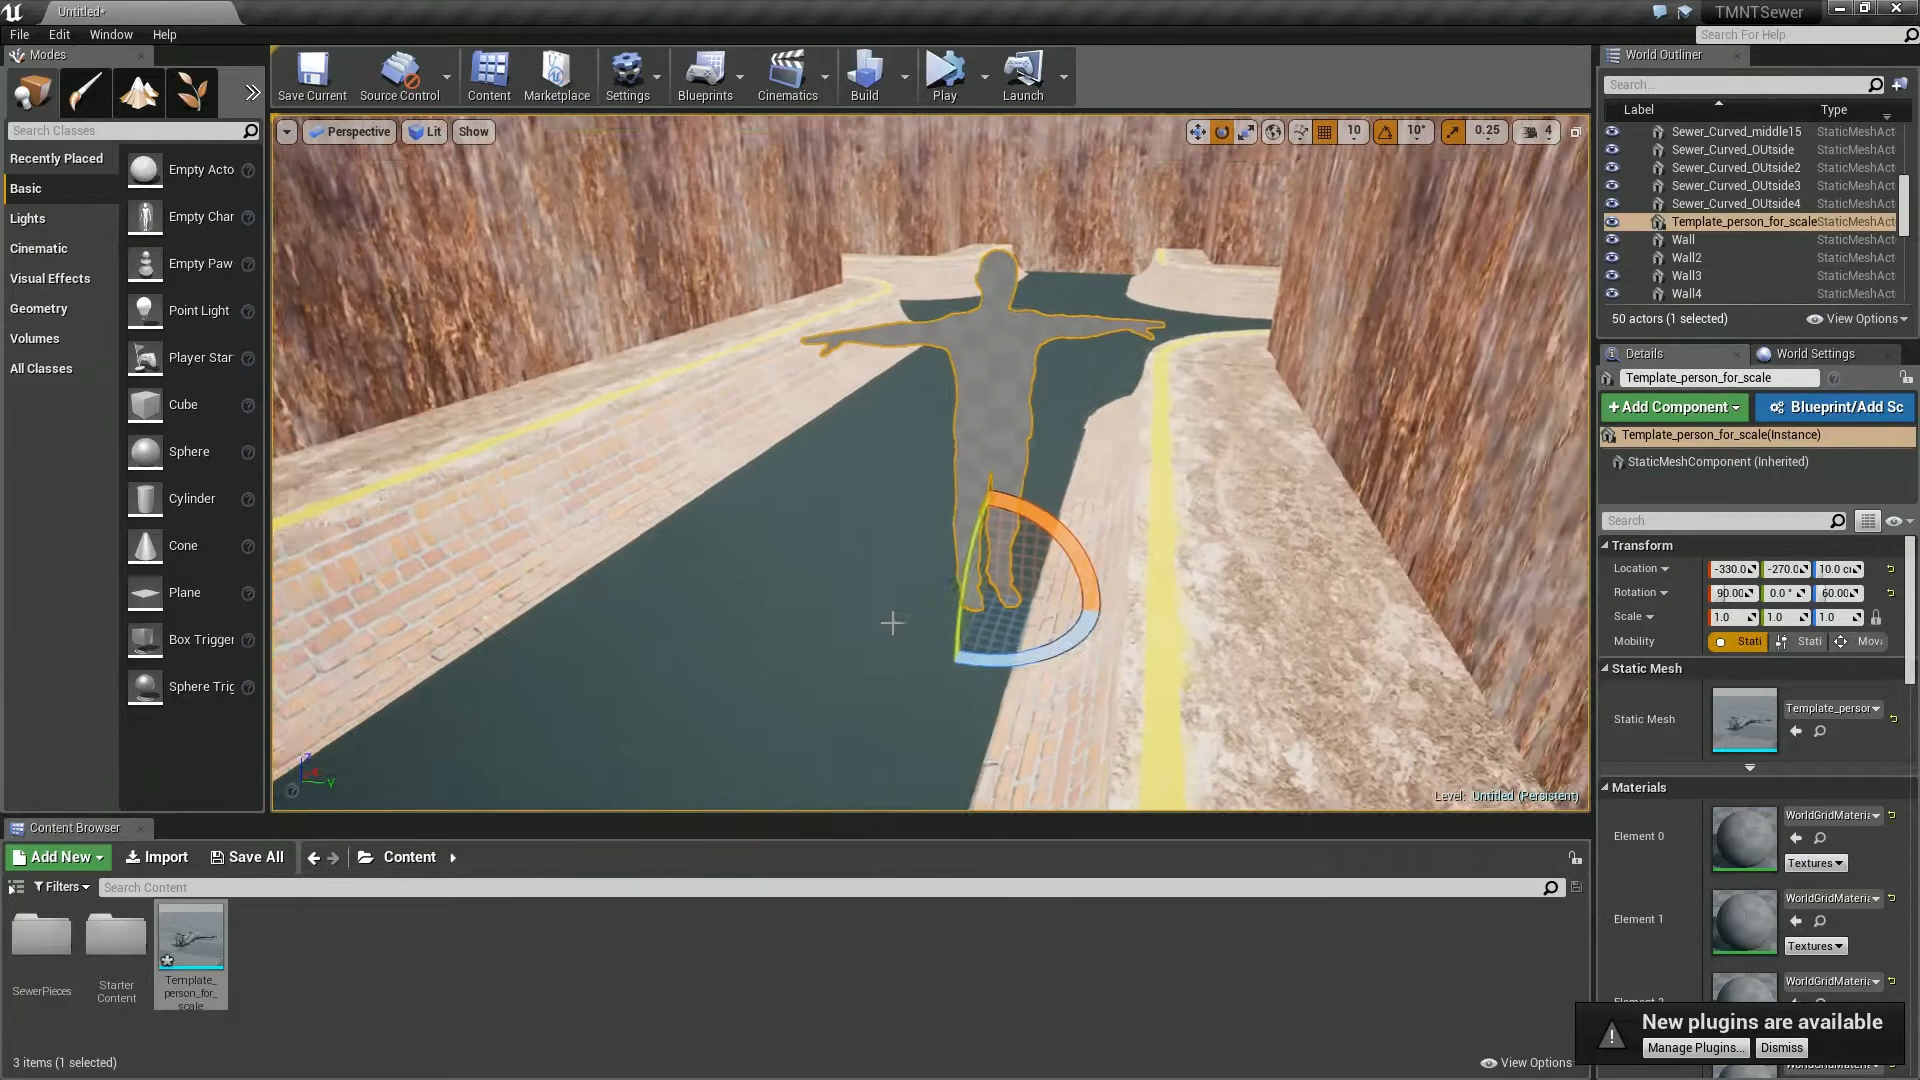 Untitled*
TMNTSewer
File Edit Window Help
Search For Help
Modes
Save Current
Source Control
Content
Marketplace
Settings
Blueprints
Cinematics
Build
Play
Launch
World Outliner
Search...
Label Type
Sewer_Curved_middle15 StaticMeshAct
Sewer_Curved_OUtside StaticMeshAct
Sewer_Curved_OUtside2 StaticMeshAct
Sewer_Curved_OUtside3 StaticMeshAct
Sewer_Curved_OUtside4 StaticMeshAct
Template_person_for_scale StaticMeshAct
Wall StaticMeshAct
Wall2 StaticMeshAct
Wall3 StaticMeshAct
Wall4 StaticMeshAct
50 actors (1 selected) View Options
Search Classes
Recently Placed
Basic
Lights
Cinematic
Visual Effects
Geometry
Volumes
All Classes
Empty Acto
Empty Char
Empty Paw
Point Light
Player Star
Cube
Sphere
Cylinder
Cone
Plane
Box Trigger
Sphere Tric
Perspective Lit Show
10 10° 0.25 4
Level: Untitled (Persistent)
Details World Settings
Template_person_for_scale
+Add Component Blueprint/Add Sc
Template_person_for_scale(Instance)
StaticMeshComponent (Inherited)
Search
Transform
Location -330.0 -270.0 10.0 c
Rotation 90.00 0.0 ° 60.00
Scale 1.0 1.0 1.0
Mobility Stati Stati Mov
Static Mesh
Static Mesh Template_person
Materials
Element 0 WorldGridMateria
Textures
Element 1 WorldGridMateria
Textures
WorldGridMateria
Content Browser
Add New Import Save All Content
Filters Search Content
SewerPieces
Starter
Content
Template_
person_for_
scale
3 items (1 selected) View Options
New plugins are available
Manage Plugins... Dismiss